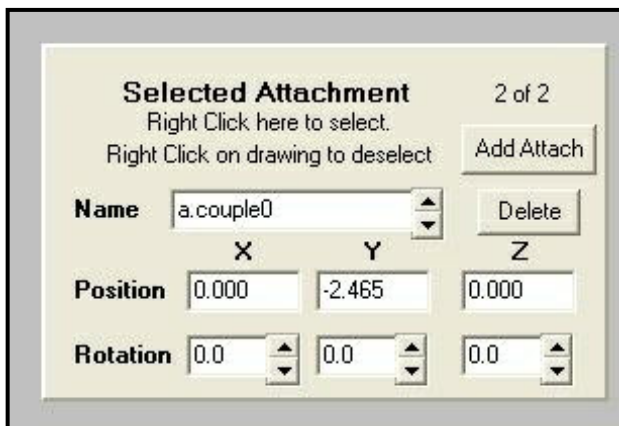 Selected Attachment 2 of 2
Right Click here to select.
Right Click on drawing to deselect Add Attach
Name a.couple0 Delete
X Y Z
Position 0.000 -2.465 0.000
Rotation 0.0 0.0 0.0